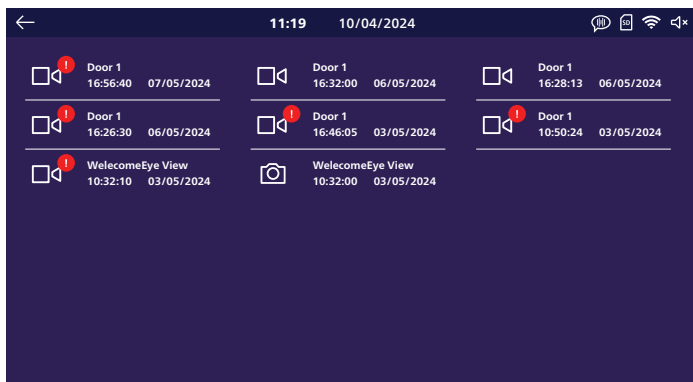 11:19 10/04/2024
SD
! Door 1
16:56:40 07/05/2024
Door 1
16:32:00 06/05/2024
Door 1
16:28:13 06/05/2024
! Door 1
16:26:30 06/05/2024
! Door 1
16:46:05 03/05/2024
! Door 1
10:50:24 03/05/2024
! WelecomeEye View
10:32:10 03/05/2024
WelecomeEye View
10:32:00 03/05/2024